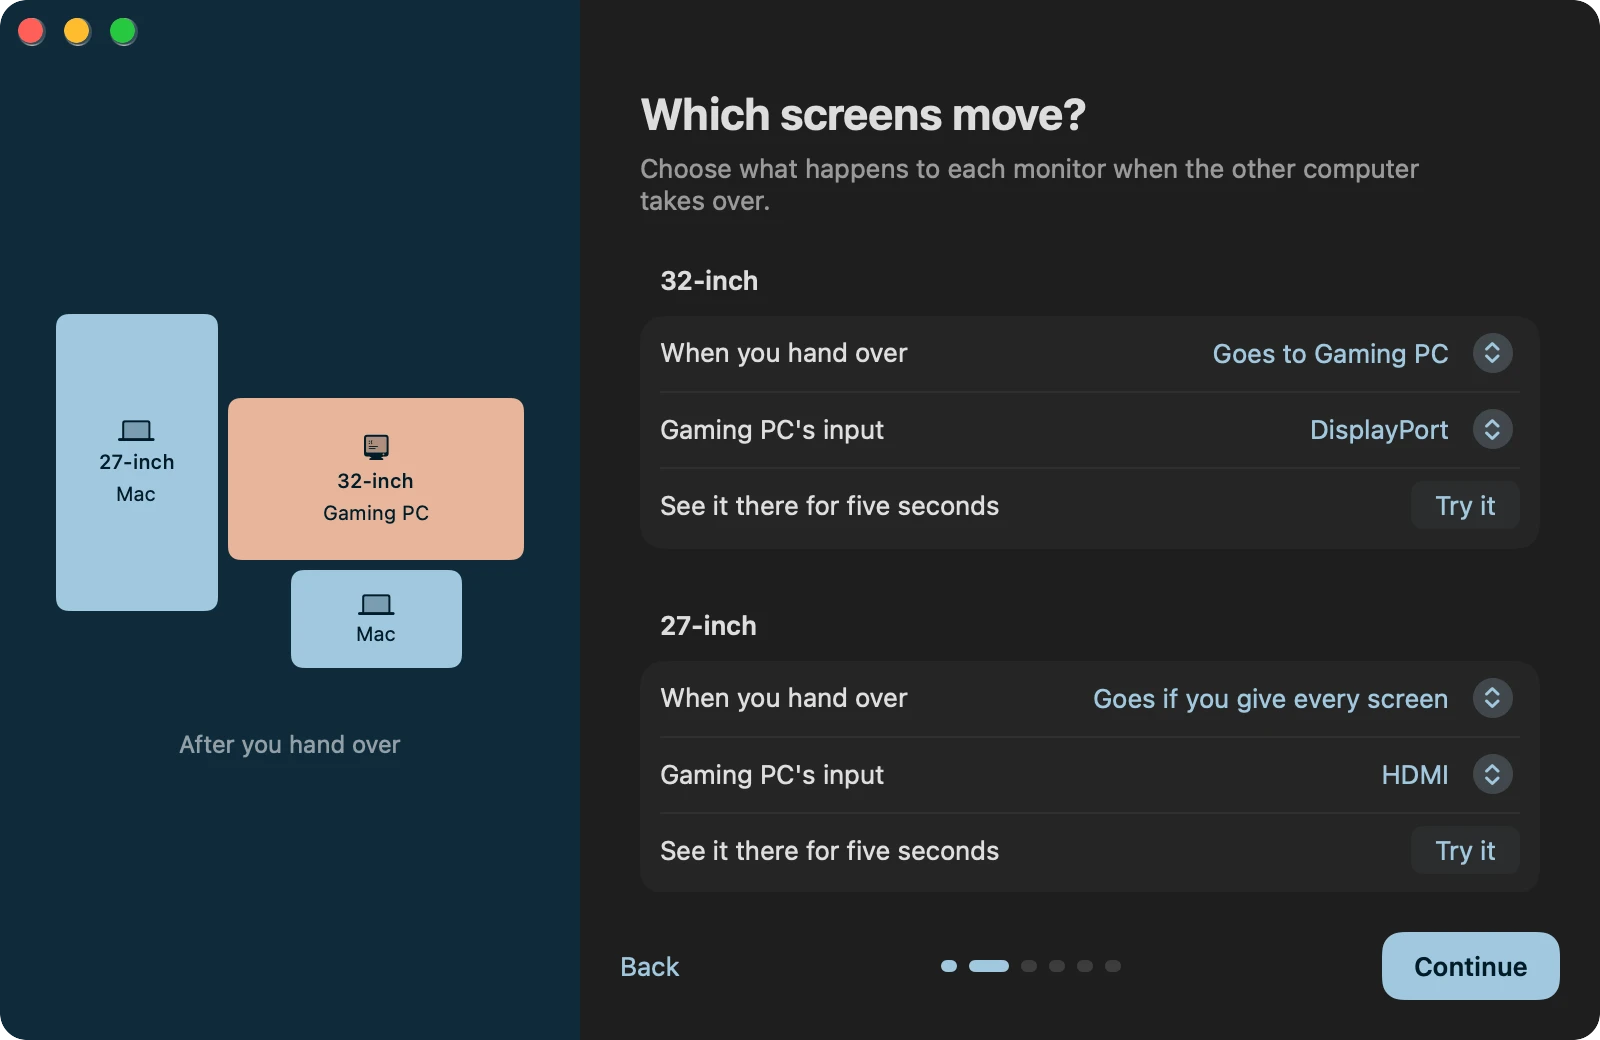 Which screens move?
Choose what happens to each monitor when the other computer
takes over.
32-inch
When you hand over
Goes to Gaming PC
Gaming PC's input
DisplayPort
See it there for five seconds
Try it
27-inch
When you hand over
Goes if you give every screen
Gaming PC's input
HDMI
See it there for five seconds
Try it
Back
Continue
27-inch
Mac
32-inch
Gaming PC
Mac
After you hand over